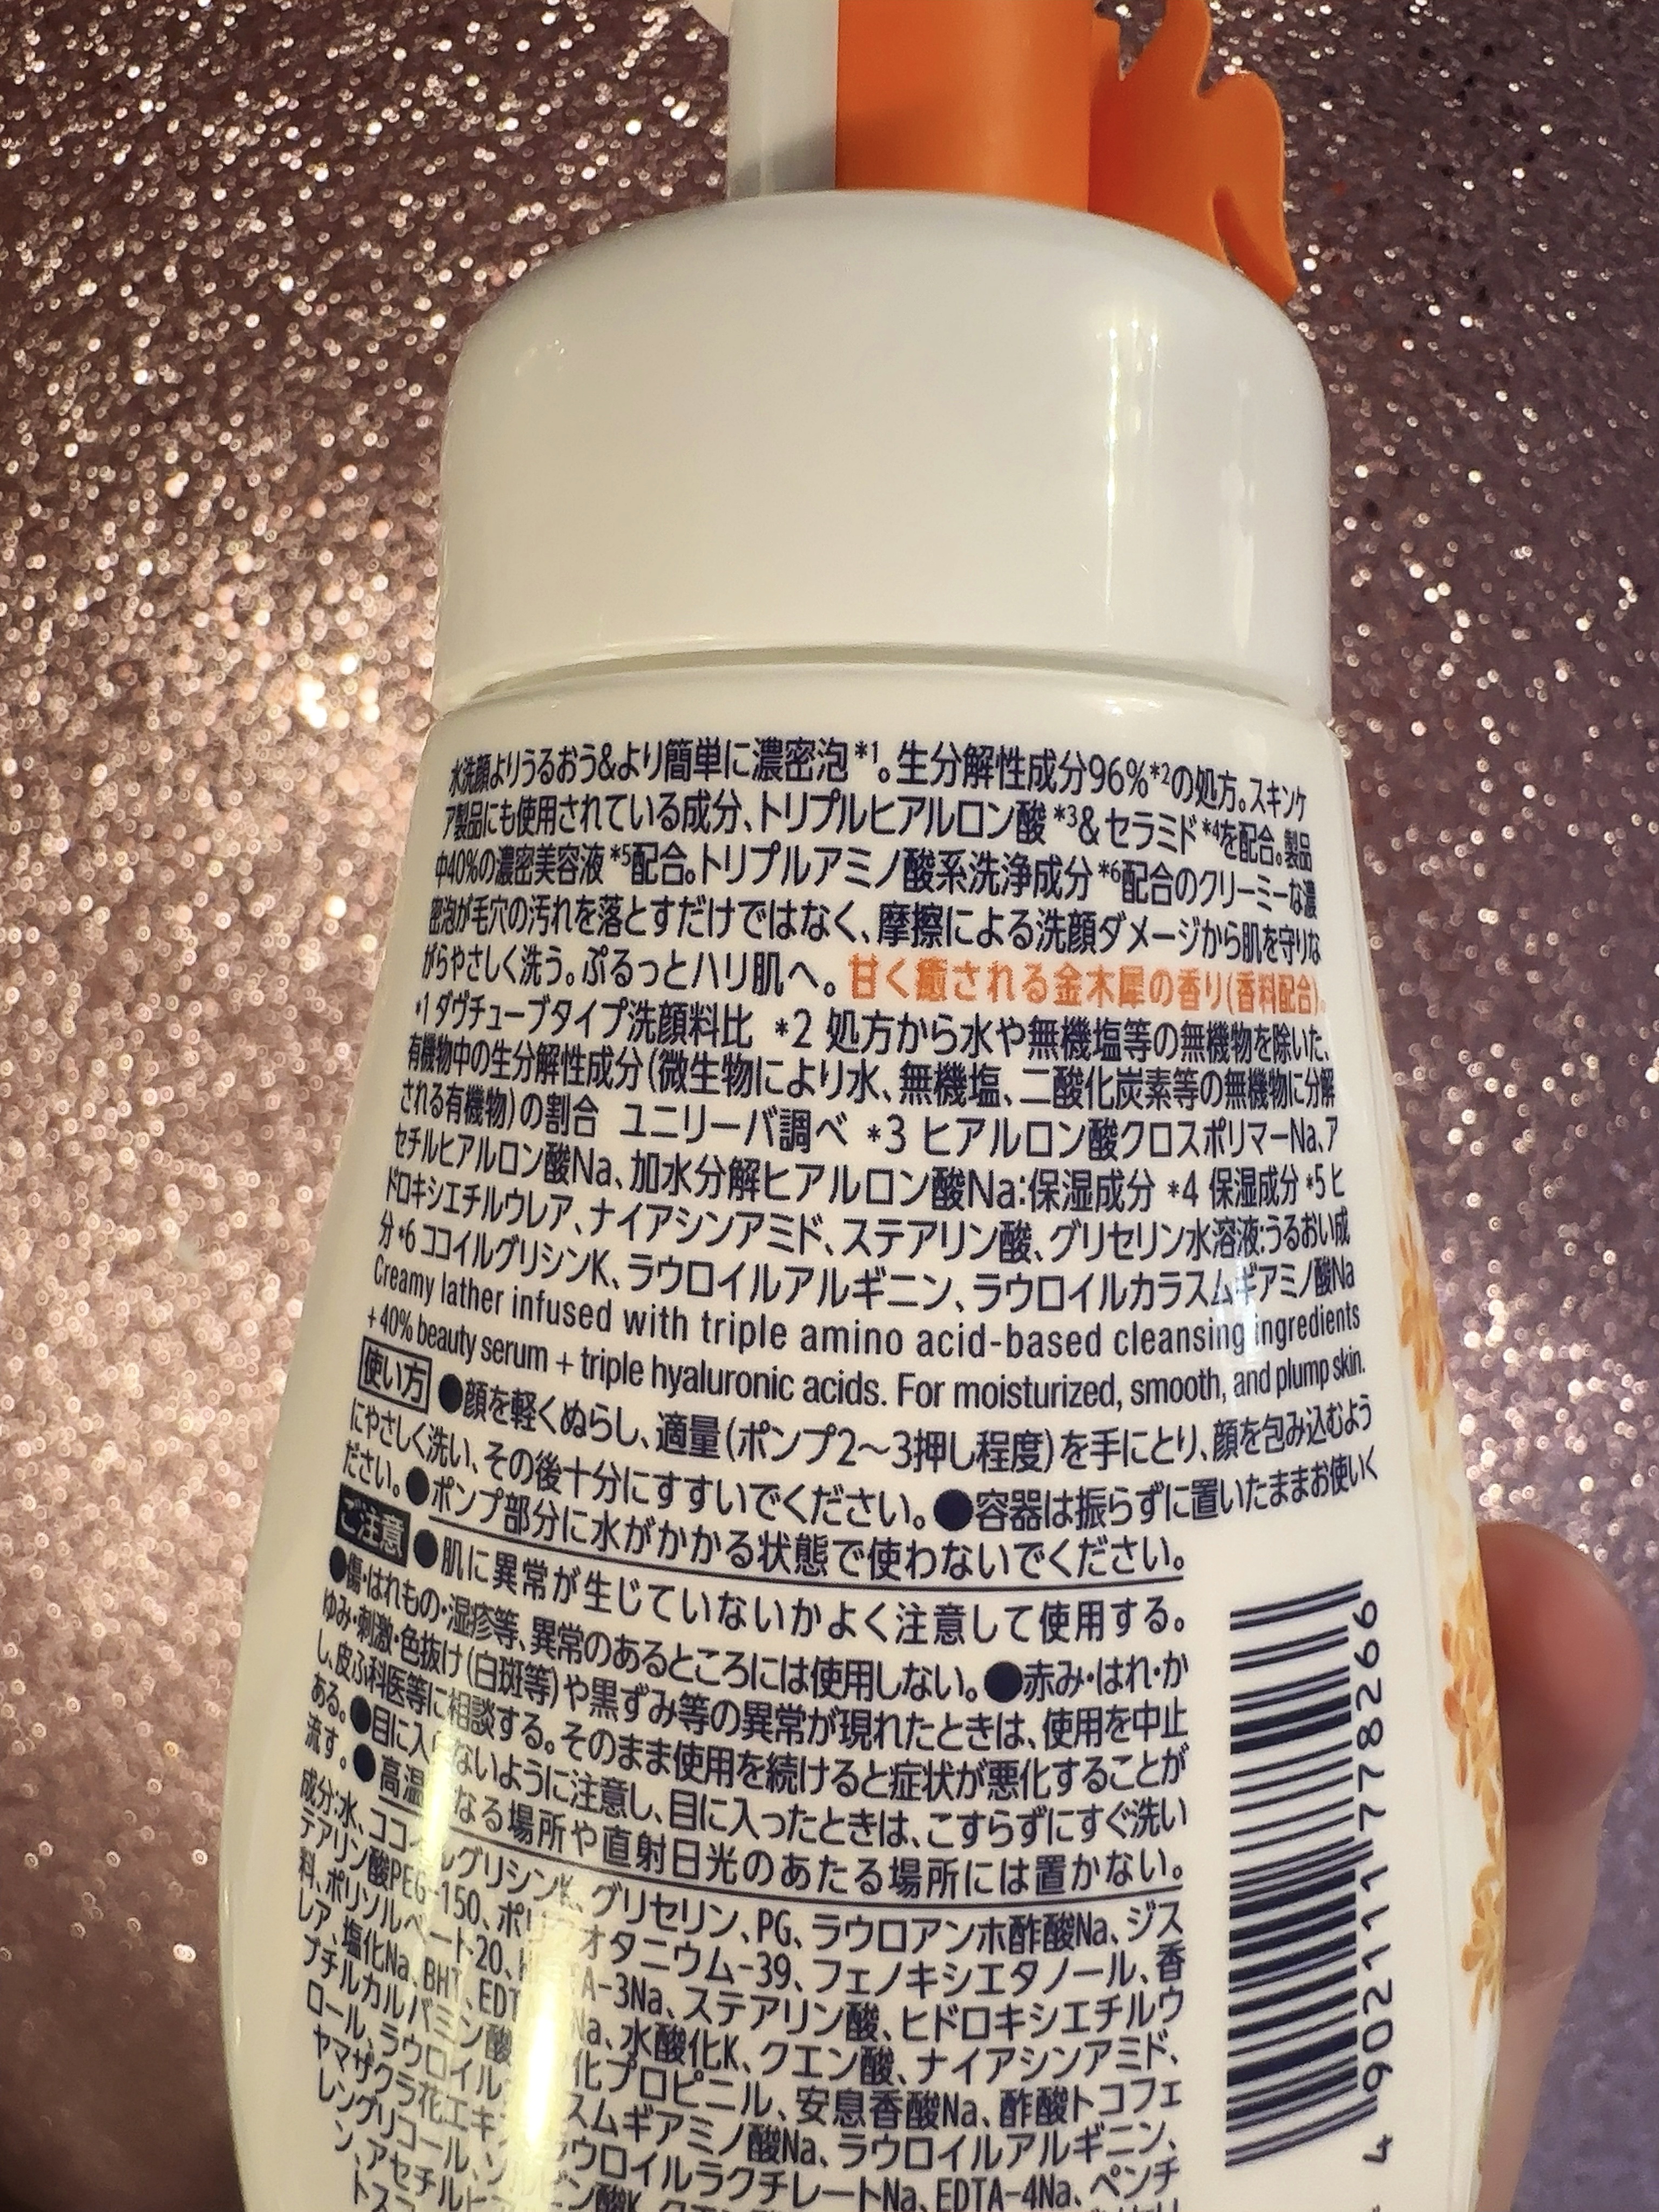 水洗顔よりうるおう&より簡単に濃密泡*1。生分解性成分96%*2の処方。スキンケ
ア製品にも使用されている成分、トリプルヒアルロン酸*3&セラミド*4を配合。製品
中40%の濃密美容液*5配合。トリプルアミノ酸系洗浄成分*6配合のクリーミーな濃
密泡が毛穴の汚れを落とすだけではなく、摩擦による洗顔ダメージから肌を守りな
がらやさしく洗う。ぷるっとハリ肌へ。甘く癒される金木犀の香り(香料配合)。
*1 ダヴチューブタイプ洗顔料比 *2 処方から水や無機塩等の無機物を除いた、
有機物中の生分解性成分(微生物により水、無機塩、二酸化炭素等の無機物に分解
される有機物)の割合 ユニリーバ調べ *3 ヒアルロン酸クロスポリマーNa、ア
セチルヒアルロン酸Na、加水分解ヒアルロン酸Na:保湿成分 *4 保湿成分 *5 ヒ
ドロキシエチルウレア、ナイアシンアミド、ステアリン酸、グリセリン水溶液:うるおい成
分 *6 ココイルグリシンK、ラウロイルアルギニン、ラウロイルカラスムギアミノ酸Na
Creamy lather infused with triple amino acid-based cleansing ingredients
+40% beauty serum + triple hyaluronic acids. For moisturized, smooth, and plump skin.
使い方 ●顔を軽くぬらし、適量(ポンプ2〜3押し程度)を手にとり、顔を包み込むよう
にやさしく洗い、その後十分にすすいでください。●容器は振らずに置いたままお使いく
ださい。●ポンプ部分に水がかかる状態で使わないでください。
ご注意 ●肌に異常が生じていないかよく注意して使用する。
●傷・はれもの・湿疹等、異常のあるところには使用しない。●赤み・はれ・か
ゆみ・刺激・色抜け(白斑等)や黒ずみ等の異常が現れたときは、使用を中止
し、皮ふ科医等に相談する。そのまま使用を続けると症状が悪化することが
ある。●目に入らないように注意し、目に入ったときは、こすらずにすぐ洗い
流す。●高温になる場所や直射日光のあたる場所には置かない。
成分:水、ココイルグリシンK、グリセリン、PG、ラウロアンホ酢酸Na、ジス
テアリン酸PEG-150、ポリクオタニウム-39、フェノキシエタノール、香
料、ポリソルベート20、A-3Na、ステアリン酸、ヒドロキシエチルウ
レア、塩化Na、BHT、EDT Na、水酸化K、クエン酸、ナイアシンアミド、
ブチルカルバミン酸 化プロピニル、安息香酸Na、酢酸トコフェ
ロール、ラウロイル スムギアミノ酸Na、ラウロイルアルギニン、
ヤマザクラ花エキ ラウロイルラクチレートNa、EDTA-4Na、ペンチ
レングリコール、ソルビン酸K、
ン、アセチルヒ
4 902111 778266